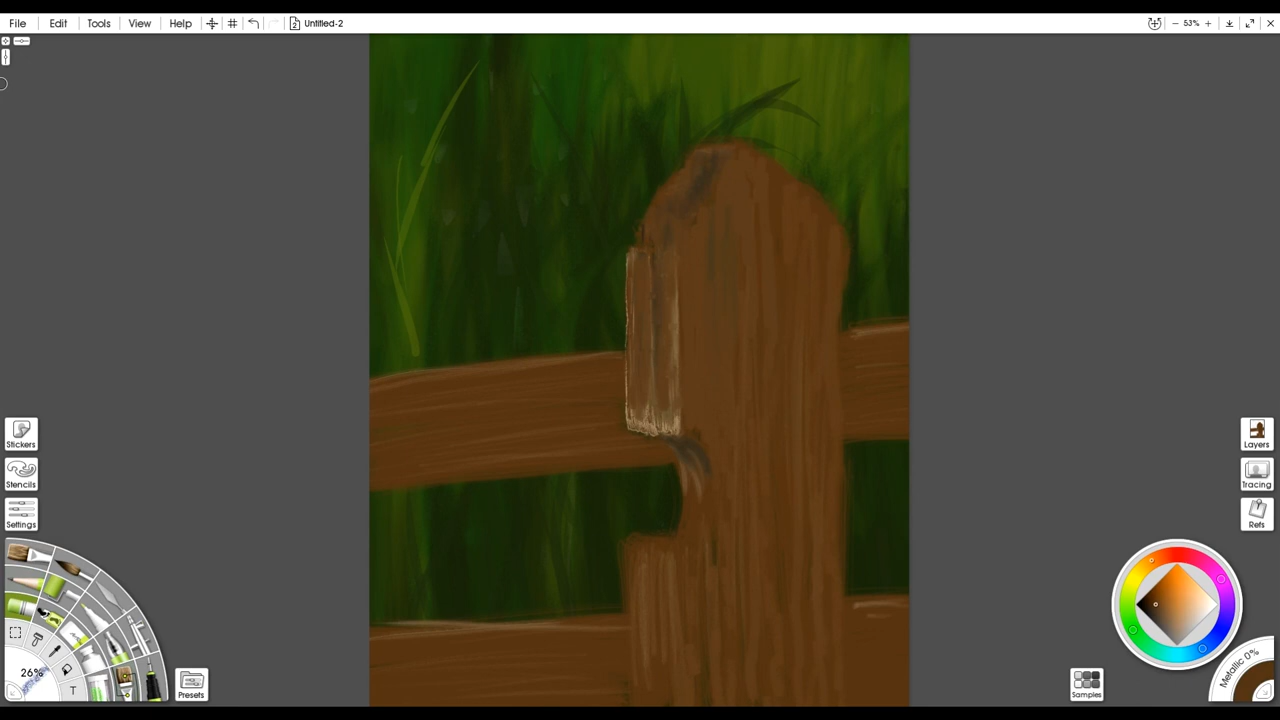 File Edit Tools View Help Untitled-2 53%
Stickers
Stencils
Settings
26%
T
Presets
Layers
Tracing
Refs
Metallic 0%
Samples